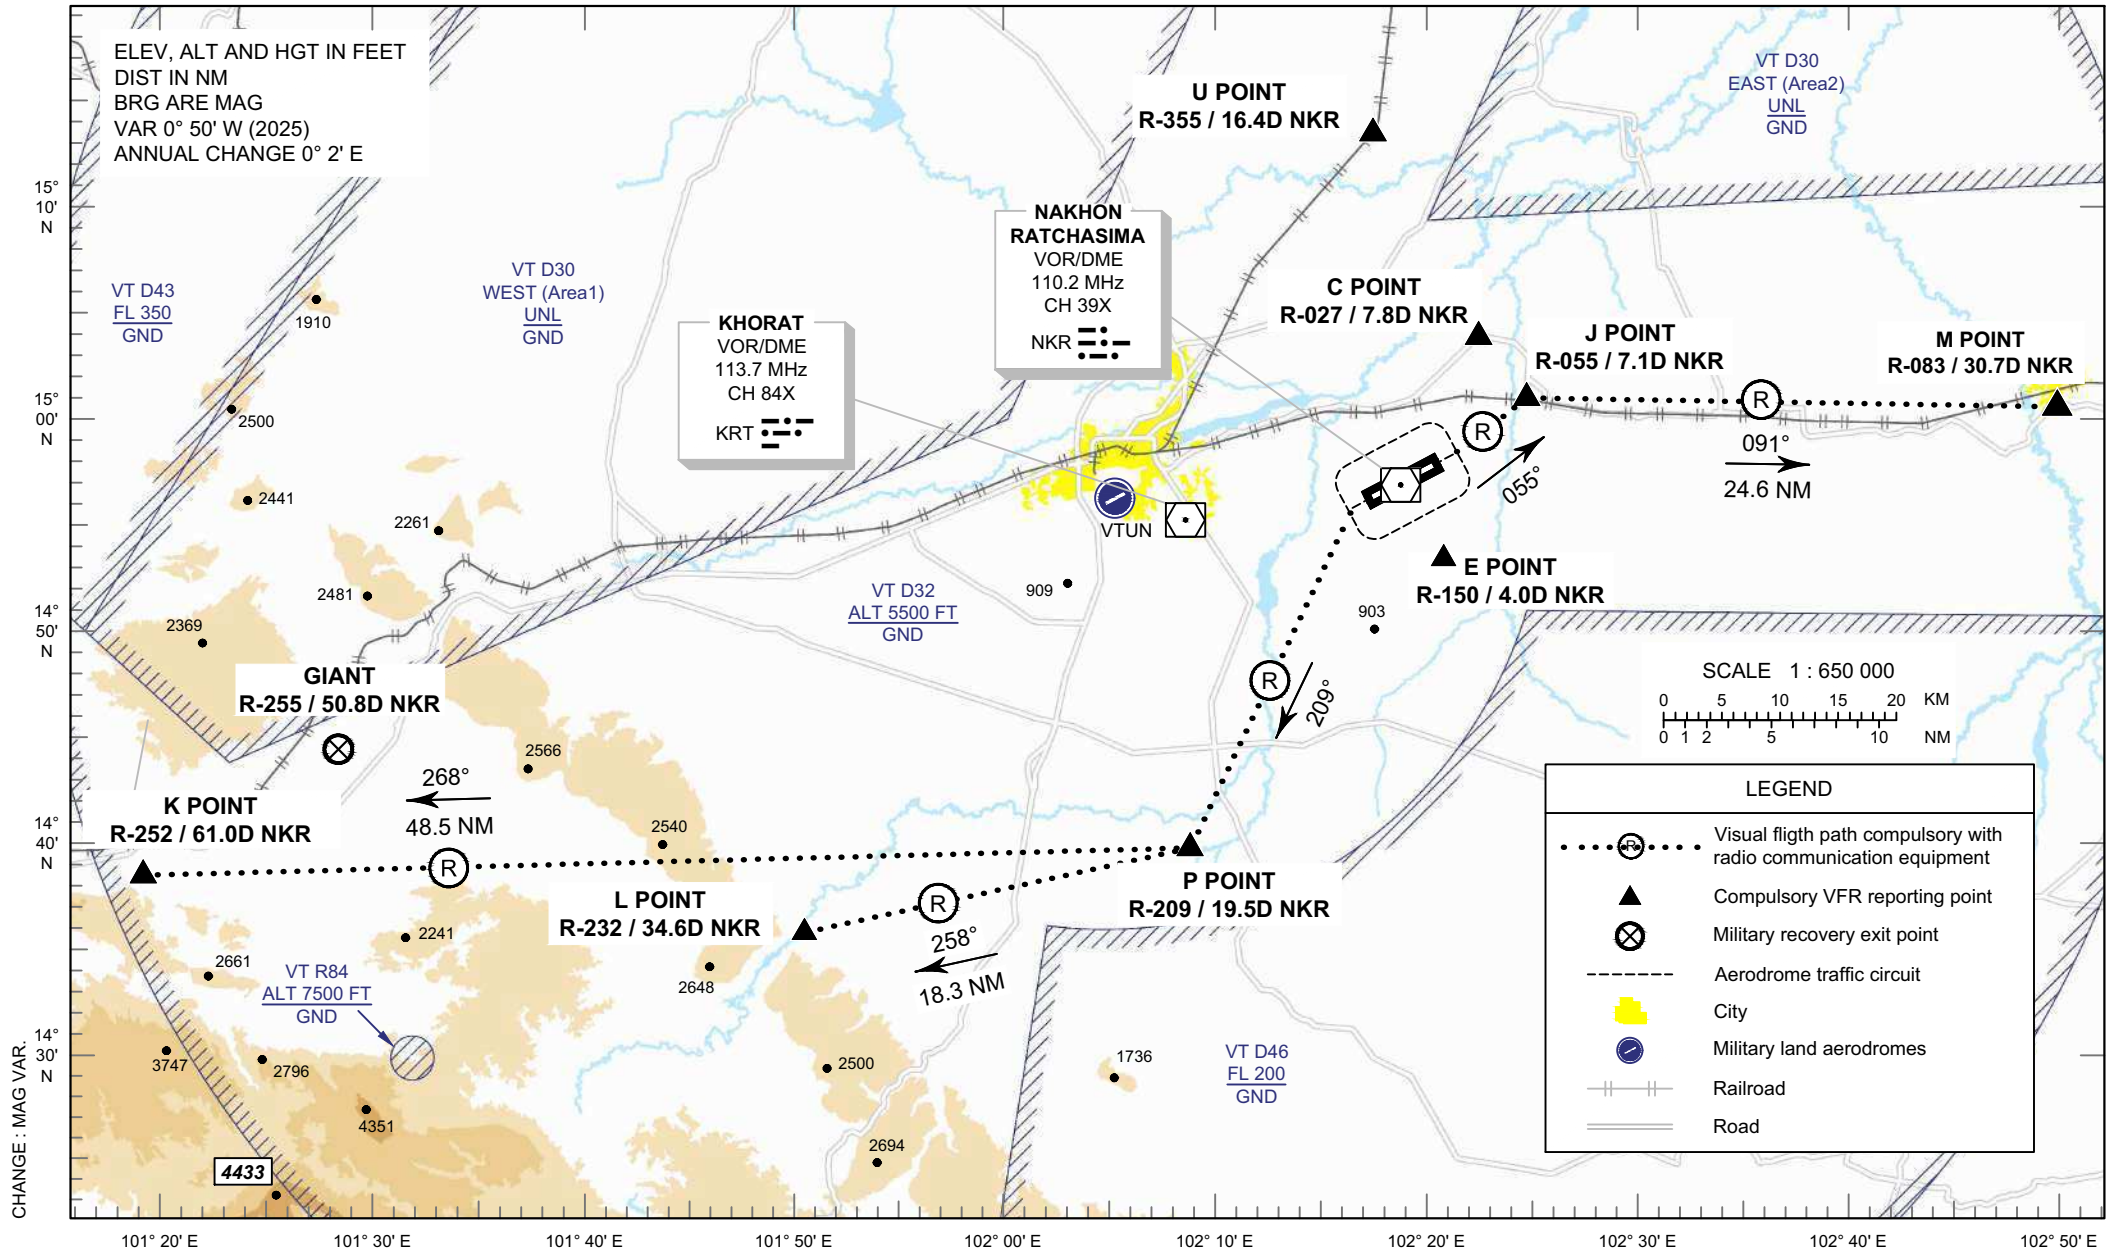 ELEV, ALT AND HGT IN FEET
DIST IN NM
BRG ARE MAG
VAR 0° 50' W (2025)
ANNUAL CHANGE 0° 2' E
U POINT
R-355 / 16.4D NKR
VT D30
EAST (Area2)
UNL
GND
15°
10'
N
NAKHON
RATCHASIMA
VOR/DME
110.2 MHz
CH 39X
NKR
VT D43
FL 350
GND
VT D30
WEST (Area1)
UNL
GND
1910
KHORAT
VOR/DME
113.7 MHz
CH 84X
KRT
C POINT
R-027 / 7.8D NKR
J POINT
R-055 / 7.1D NKR
M POINT
R-083 / 30.7D NKR
15°
00'
N
2500
R
R
091°
24.6 NM
055°
2441
2261
VTUN
2481
909
VT D32
ALT 5500 FT
GND
E POINT
R-150 / 4.0D NKR
903
14°
50'
N
2369
GIANT
R-255 / 50.8D NKR
R
209°
SCALE 1 : 650 000
0 5 10 15 20 KM
0 1 2 5 10 NM
2566
268°
48.5 NM
K POINT
R-252 / 61.0D NKR
14°
40'
N
2540
R
L POINT
R-232 / 34.6D NKR
R
258°
18.3 NM
P POINT
R-209 / 19.5D NKR
LEGEND
R
Visual fligth path compulsory with
radio communication equipment
Compulsory VFR reporting point
Military recovery exit point
Aerodrome traffic circuit
City
Military land aerodromes
Railroad
Road
2241
2661
2648
VT R84
ALT 7500 FT
GND
14°
30'
N
3747
2796
4351
2500
1736
VT D46
FL 200
GND
2694
4433
CHANGE : MAG VAR.
101° 20' E
101° 30' E
101° 40' E
101° 50' E
102° 00' E
102° 10' E
102° 20' E
102° 30' E
102° 40' E
102° 50' E